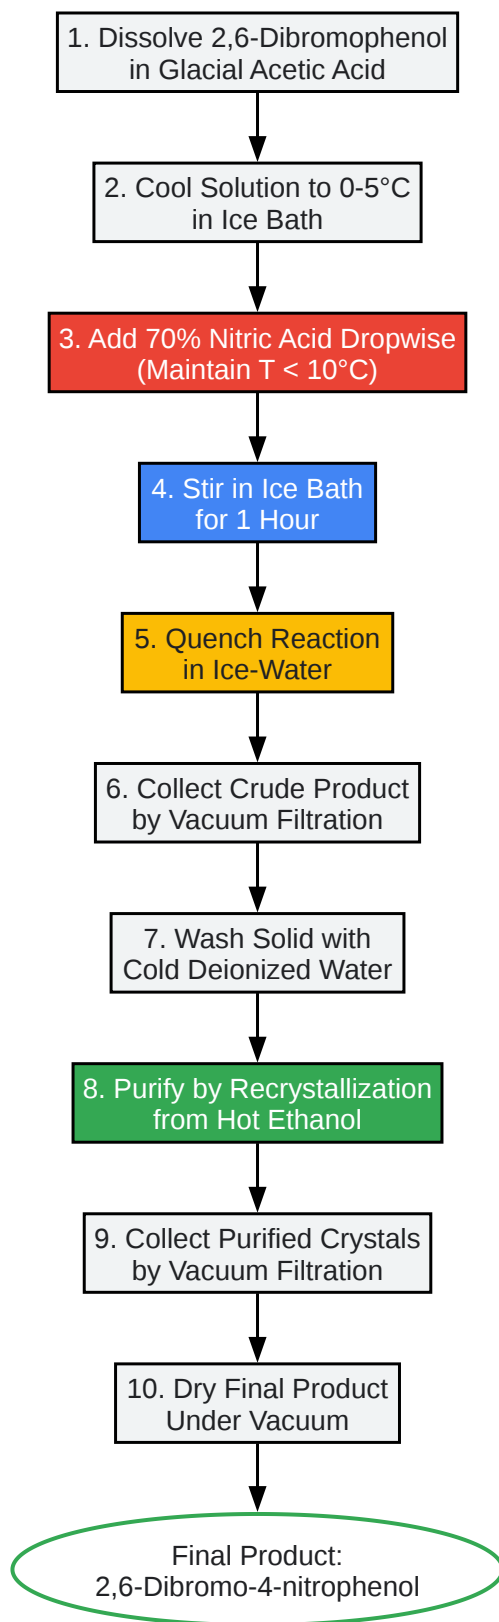 1. Dissolve 2,6-Dibromophenol
in Glacial Acetic Acid
2. Cool Solution to 0-5°C
in Ice Bath
3. Add 70% Nitric Acid Dropwise
(Maintain T < 10°C)
4. Stir in Ice Bath
for 1 Hour
5. Quench Reaction
in Ice-Water
6. Collect Crude Product
by Vacuum Filtration
7. Wash Solid with
Cold Deionized Water
8. Purify by Recrystallization
from Hot Ethanol
9. Collect Purified Crystals
by Vacuum Filtration
10. Dry Final Product
Under Vacuum
Final Product:
2,6-Dibromo-4-nitrophenol